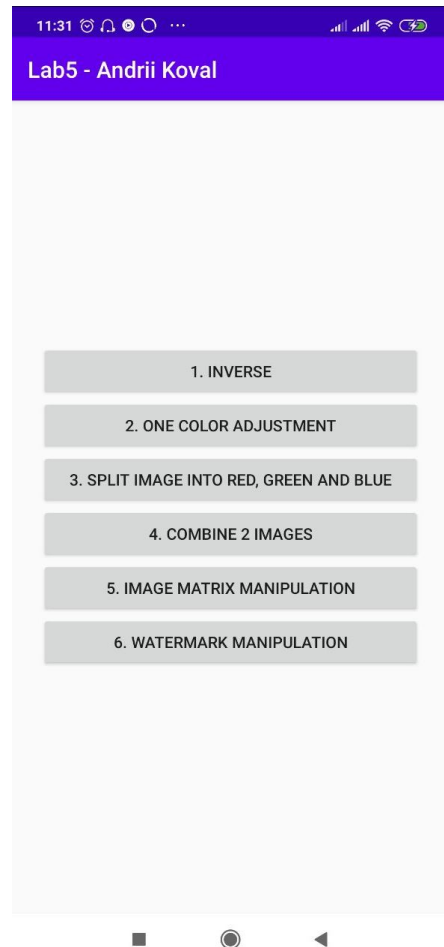 11:31
Lab5 - Andrii Koval
1. INVERSE
2. ONE COLOR ADJUSTMENT
3. SPLIT IMAGE INTO RED, GREEN AND BLUE
4. COMBINE 2 IMAGES
5. IMAGE MATRIX MANIPULATION
6. WATERMARK MANIPULATION